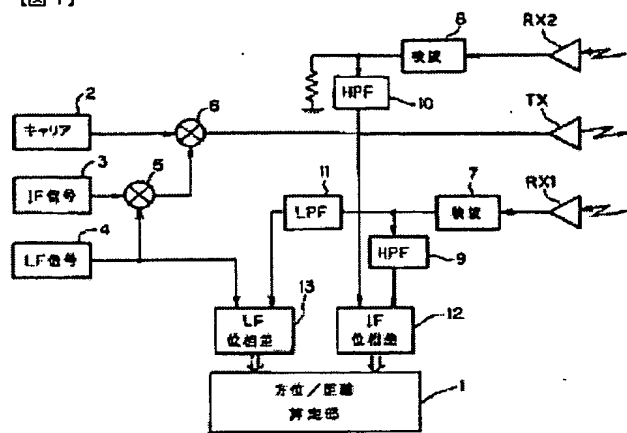 【図1】
8
RX2
検波
2
6
HPF
10
TX
キャリア
3
5
11
7
RX1
IF信号
LPF
検波
4
HPF
9
LF信号
13
LF
位相差
IF
位相差
12
方位/距離
算定部
1